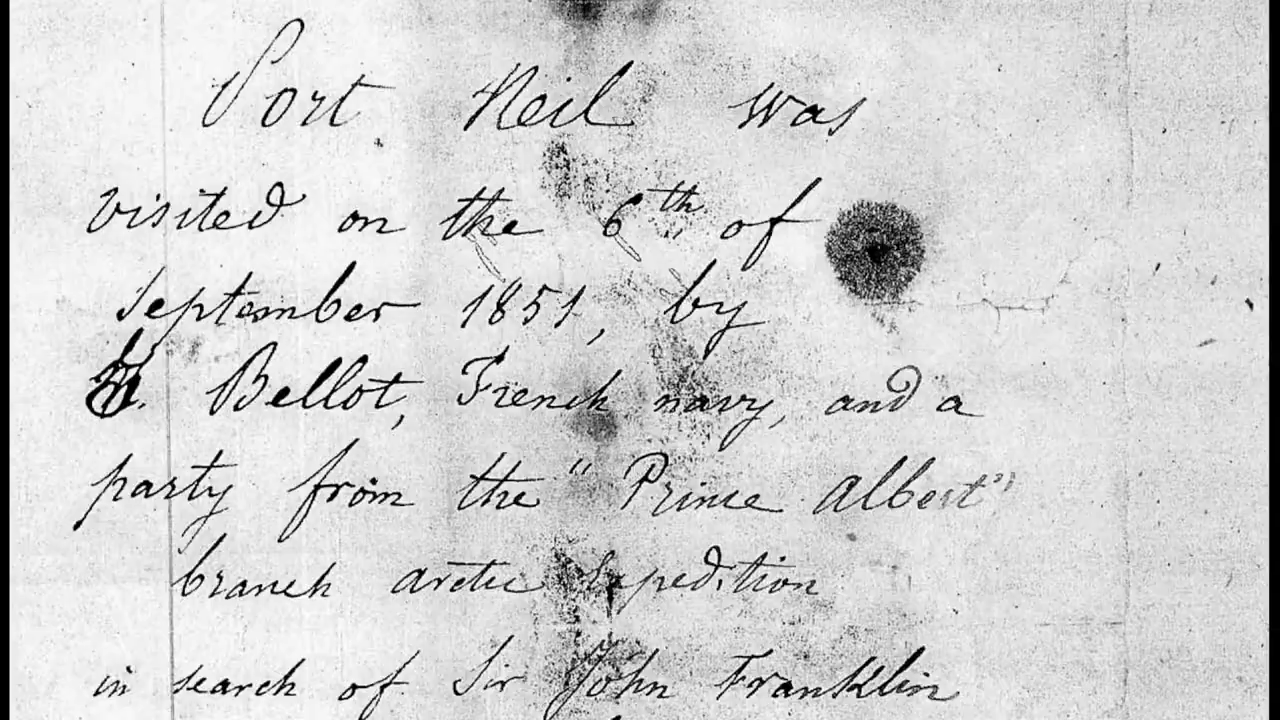 Port Neil was
visited on the 6th of
September 1851, by
Bellot, French navy, and a
party from the "Prince Albert"
branch arctic Expedition
in search of Sir John Franklin